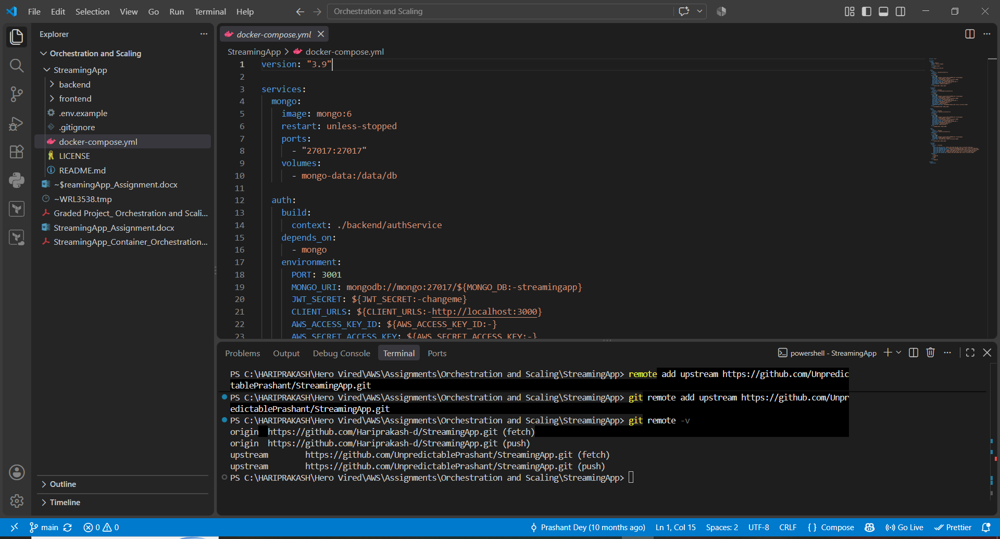 File Edit Selection View Go Run Terminal Help
Orchestration and Scaling
Explorer
Orchestration and Scaling
StreamingApp
backend
frontend
.env.example
.gitignore
docker-compose.yml
LICENSE
README.md
~$reamingApp_Assignment.docx
~WRL3538.tmp
Graded Project_ Orchestration and Scali...
StreamingApp_Assignment.docx
StreamingApp_Container_Orchestration...
Outline
Timeline
docker-compose.yml
StreamingApp > docker-compose.yml
1 version: "3.9"
2
3 services:
4 mongo:
5 image: mongo:6
6 restart: unless-stopped
7 ports:
8 - "27017:27017"
9 volumes:
10 - mongo-data:/data/db
11
12 auth:
13 build:
14 context: ./backend/authService
15 depends_on:
16 - mongo
17 environment:
18 PORT: 3001
19 MONGO_URI: mongodb://mongo:27017/${MONGO_DB:-streamingapp}
20 JWT_SECRET: ${JWT_SECRET:-changeme}
21 CLIENT_URLS: ${CLIENT_URLS:-http://localhost:3000}
22 AWS_ACCESS_KEY_ID: ${AWS_ACCESS_KEY_ID:-}
23 AWS_SECRET_ACCESS_KEY: ${AWS_SECRET_ACCESS_KEY:-}
Problems Output Debug Console Terminal Ports
powershell - StreamingApp
PS C:\HARIPRAKASH\Hero Vired\AWS\Assignments\Orchestration and Scaling\StreamingApp> remote add upstream https://github.com/Unpredic
tablePrashant/StreamingApp.git
PS C:\HARIPRAKASH\Hero Vired\AWS\Assignments\Orchestration and Scaling\StreamingApp> git remote add upstream https://github.com/Unpr
edictablePrashant/StreamingApp.git
PS C:\HARIPRAKASH\Hero Vired\AWS\Assignments\Orchestration and Scaling\StreamingApp> git remote -v
origin https://github.com/Hariprakash-d/StreamingApp.git (fetch)
origin https://github.com/Hariprakash-d/StreamingApp.git (push)
upstream https://github.com/UnpredictablePrashant/StreamingApp.git (fetch)
upstream https://github.com/UnpredictablePrashant/StreamingApp.git (push)
PS C:\HARIPRAKASH\Hero Vired\AWS\Assignments\Orchestration and Scaling\StreamingApp>
main 0 0 Prashant Dey (10 months ago) Ln 1, Col 15 Spaces: 2 UTF-8 CRLF { } Compose Go Live Prettier